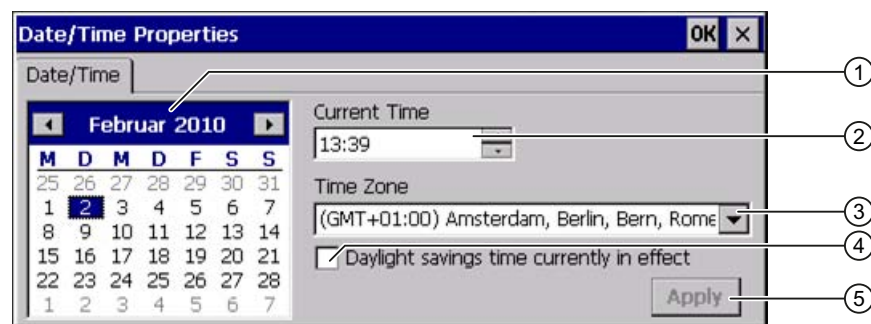 Date/Time Properties OK ×
Date/Time
Februar 2010
M D M D F S S
25 26 27 28 29 30 31
1 2 3 4 5 6 7
8 9 10 11 12 13 14
15 16 17 18 19 20 21
22 23 24 25 26 27 28
1 2 3 4 5 6 7
Current Time
13:39
Time Zone
(GMT+01:00) Amsterdam, Berlin, Bern, Rome
Daylight savings time currently in effect
Apply
1
2
3
4
5